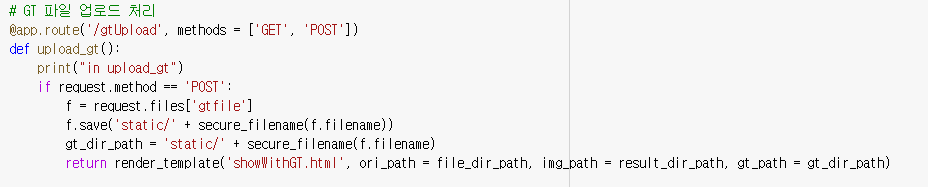 # GT 파일 업로드 처리
@app.route('/gtUpload', methods = ['GET', 'POST'])
def upload_gt():
    print("in upload_gt")
    if request.method == 'POST':
        f = request.files['gtfile']
        f.save('static/' + secure_filename(f.filename))
        gt_dir_path = 'static/' + secure_filename(f.filename)
        return render_template('showWithGT.html', ori_path = file_dir_path, img_path = result_dir_path, gt_path = gt_dir_path)